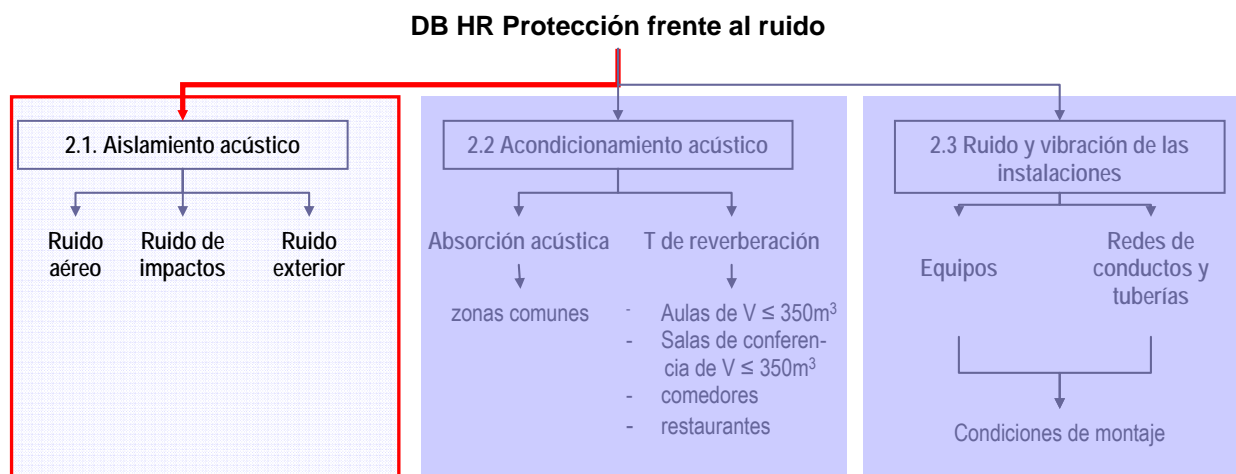 DB HR Protección frente al ruido
2.1. Aislamiento acústico
Ruido
aéreo
Ruido de
impactos
Ruido
exterior
2.2 Acondicionamiento acústico
Absorción acústica
zonas comunes
T de reverberación
- Aulas de V ≤ 350m³
- Salas de conferen-
cia de V ≤ 350m³
- comedores
- restaurantes
2.3 Ruido y vibración de las
instalaciones
Equipos
Redes de
conductos y
tuberías
Condiciones de montaje